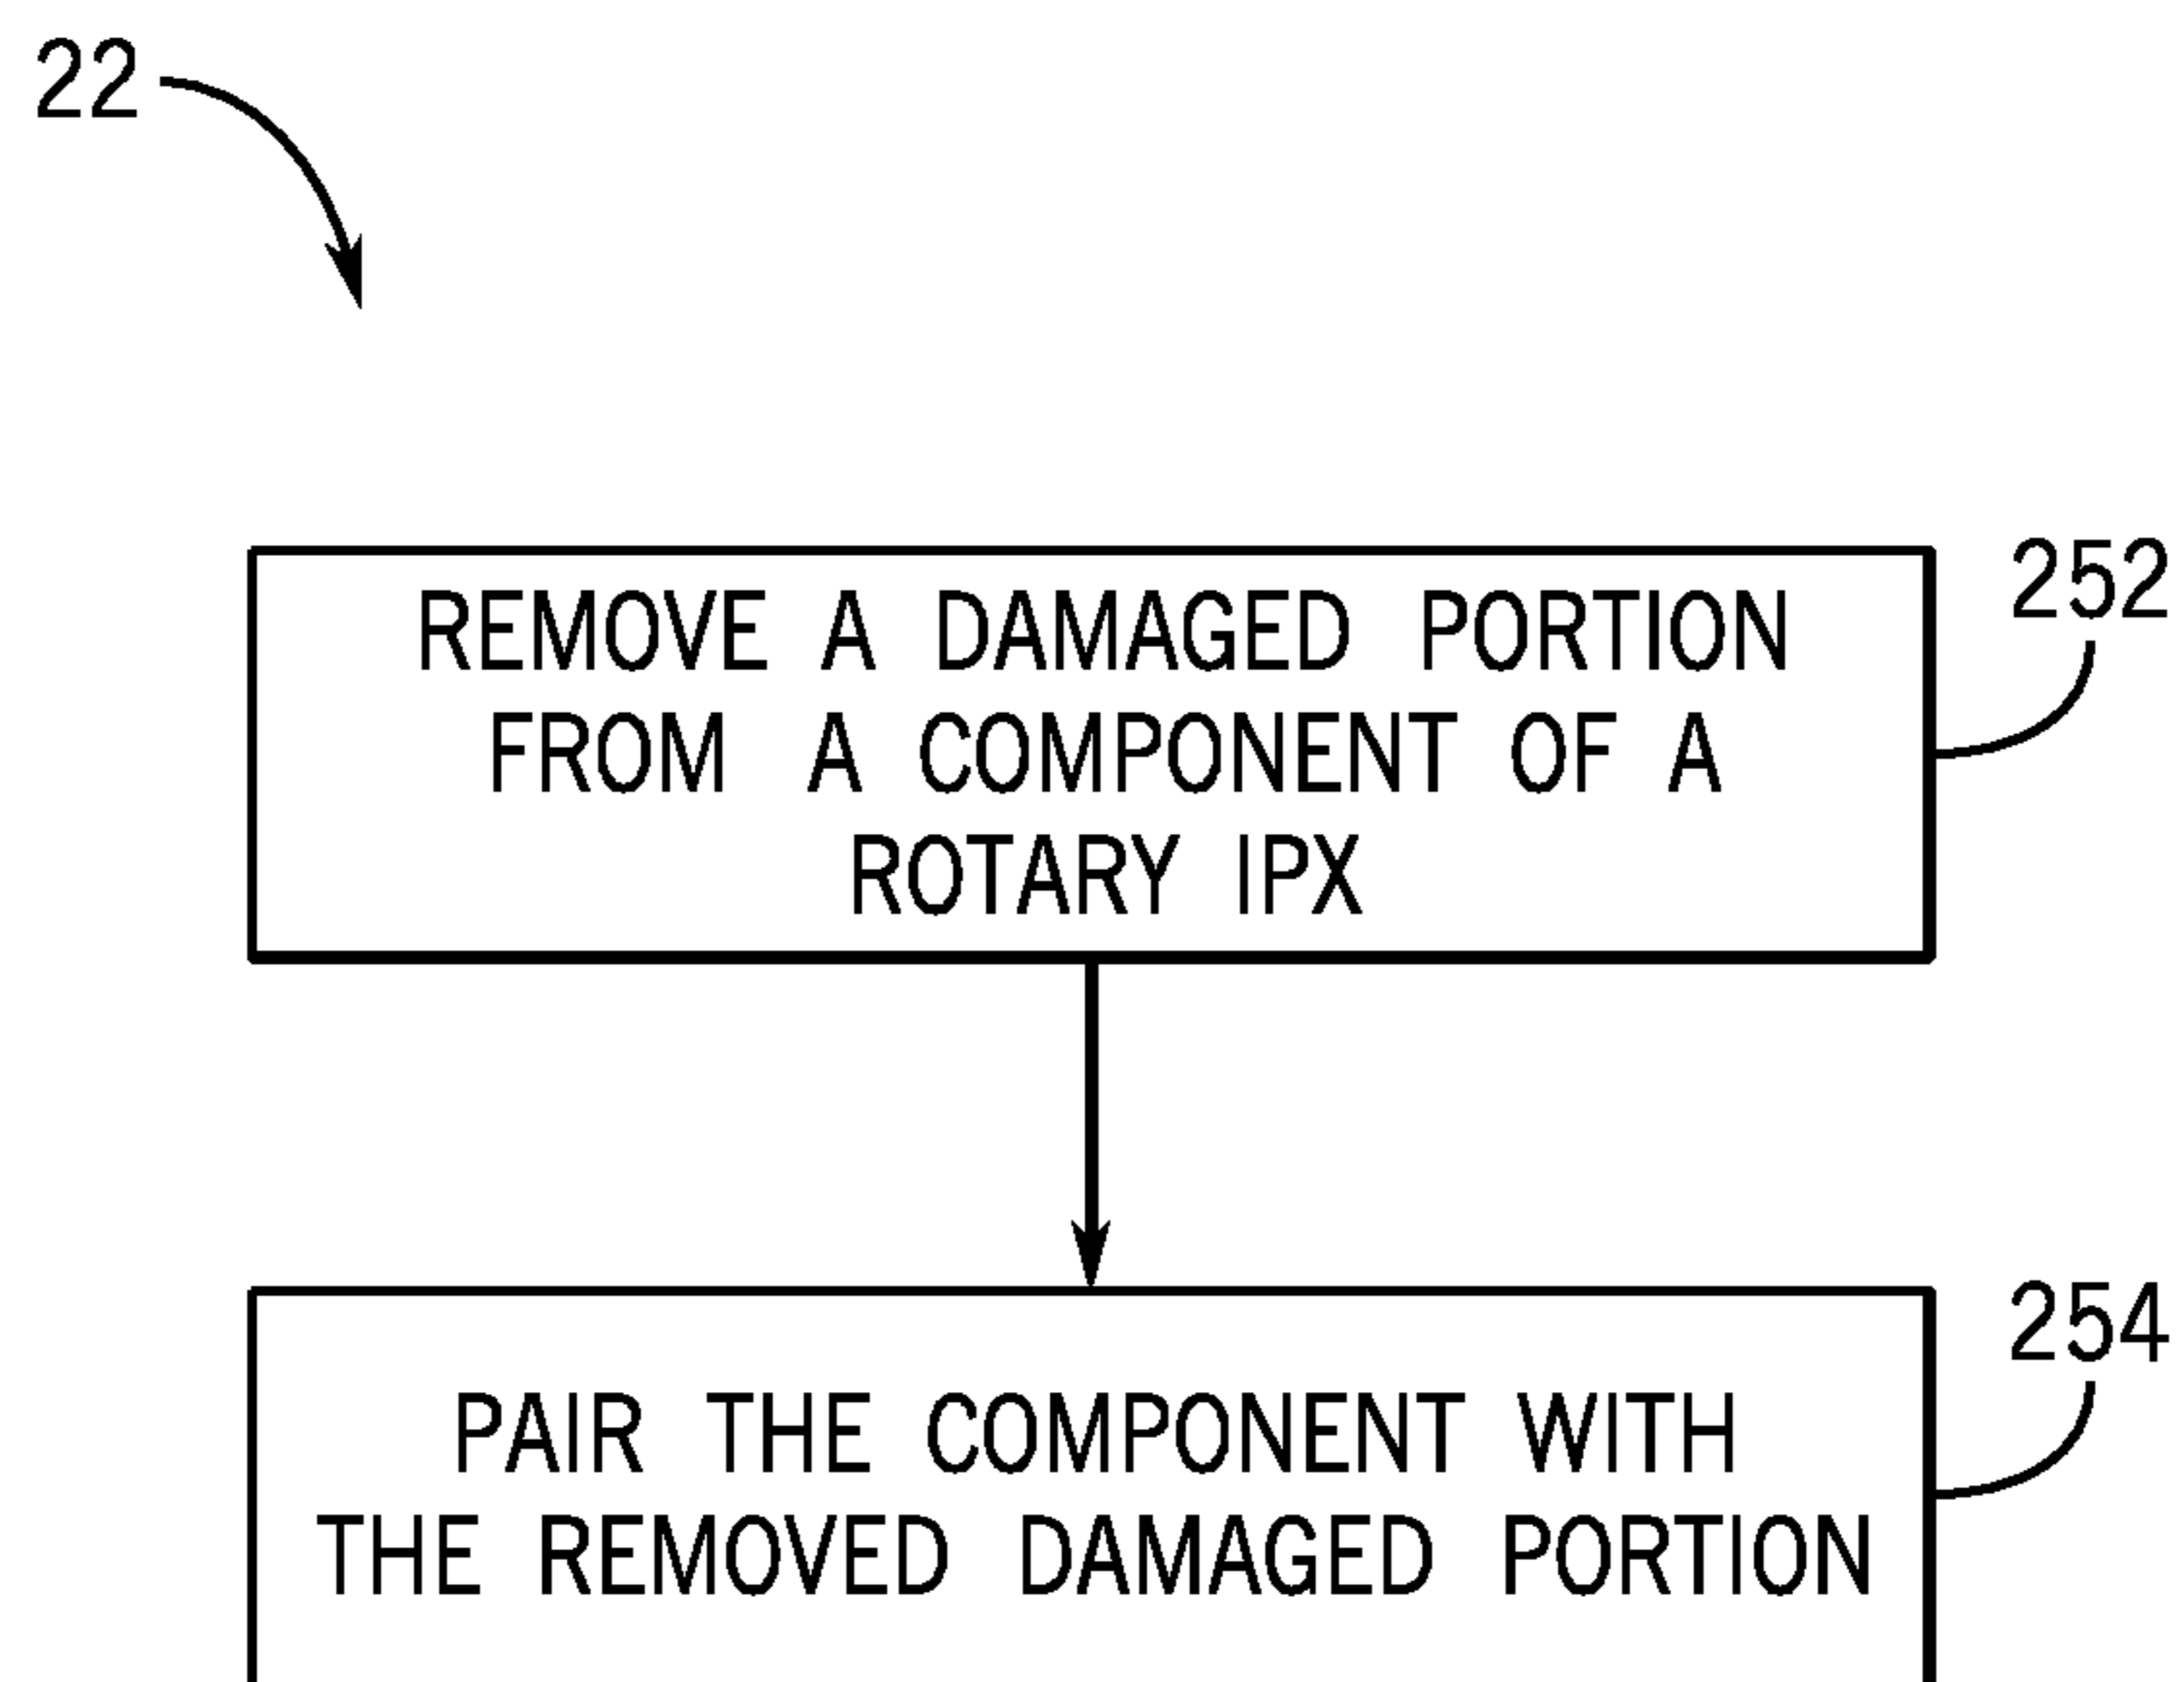 22
252
REMOVE A DAMAGED PORTION
FROM A COMPONENT OF A
ROTARY IPX
254
PAIR THE COMPONENT WITH
THE REMOVED DAMAGED PORTION